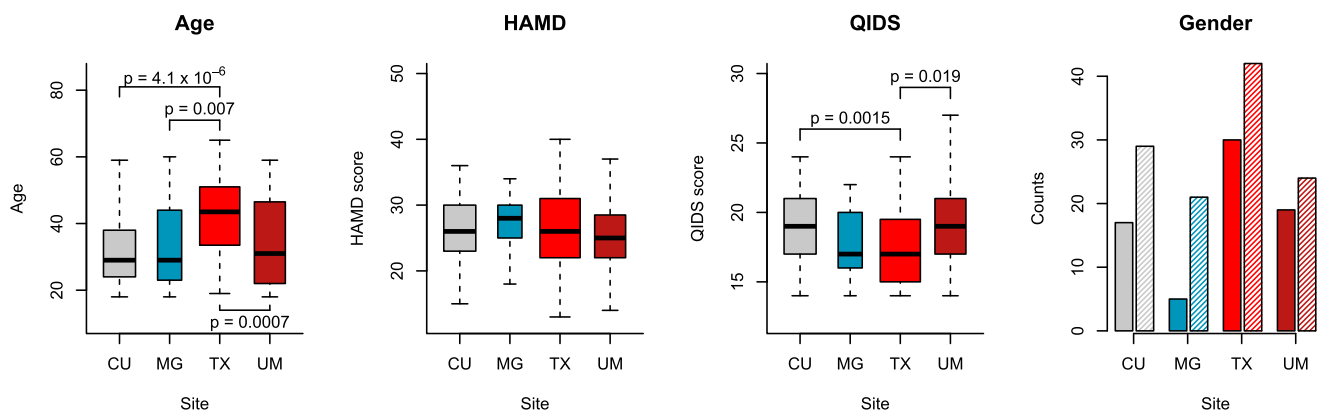 Age
HAMD
QIDS
Gender
Age
80
60
40
20
p = 4.1 x 10⁻⁶
p = 0.007
p = 0.0007
CU MG TX UM
Site
HAMD score
50
40
30
20
CU MG TX UM
Site
QIDS score
30
25
20
15
p = 0.019
p = 0.0015
CU MG TX UM
Site
Counts
40
30
20
10
0
CU MG TX UM
Site